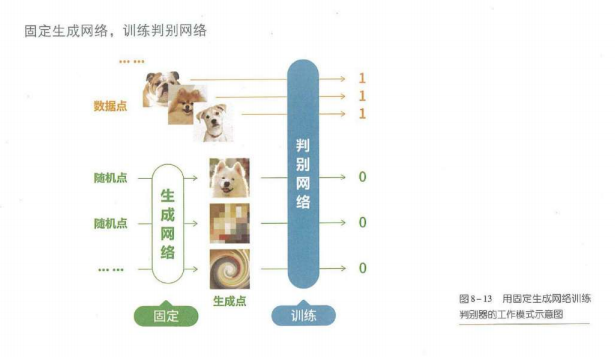 固定生成网络，训练判别网络
… …
数据点
1
1
1
判别网络
随机点
0
生成网络
随机点
0
… …
0
生成点
固定
训练
图8-13 用固定生成网络训练
判别器的工作模式示意图